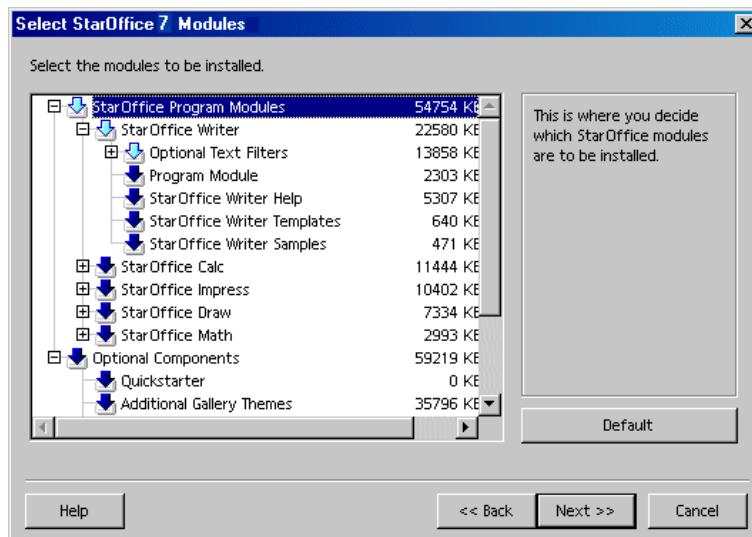 Select StarOffice 7 Modules
Select the modules to be installed.
StarOffice Program Modules 54754 KB
StarOffice Writer 22580 KB
Optional Text Filters 13858 KB
Program Module 2303 KB
StarOffice Writer Help 5307 KB
StarOffice Writer Templates 640 KB
StarOffice Writer Samples 471 KB
StarOffice Calc 11444 KB
StarOffice Impress 10402 KB
StarOffice Draw 7334 KB
StarOffice Math 2993 KB
Optional Components 59219 KB
Quickstarter 0 KB
Additional Gallery Themes 35796 KB
This is where you decide
which StarOffice modules
are to be installed.
Default
Help << Back Next >> Cancel